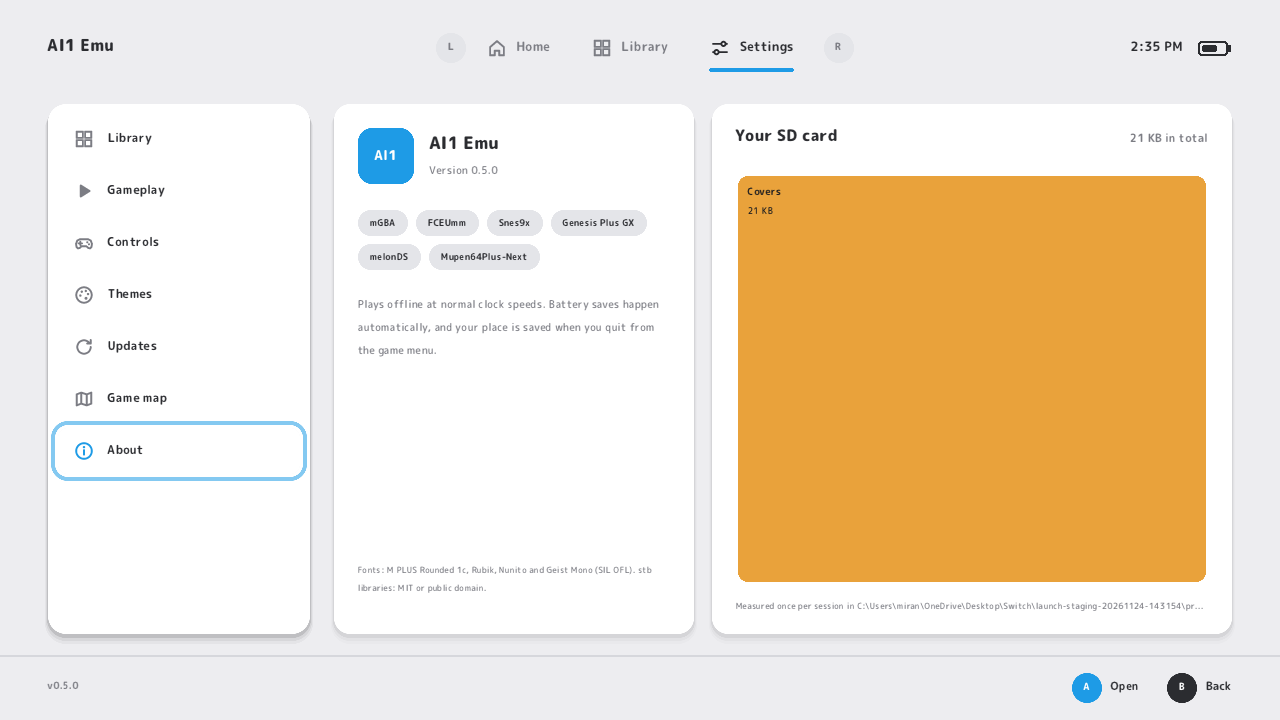 AI1 Emu
L
Home
Library
Settings
R
2:35 PM
Library
Gameplay
Controls
Themes
Updates
Game map
About
AI1
AI1 Emu
Version 0.5.0
mGBA
FCEUmm
Snes9x
Genesis Plus GX
melonDS
Mupen64Plus-Next
Plays offline at normal clock speeds. Battery saves happen
automatically, and your place is saved when you quit from
the game menu.
Fonts: M PLUS Rounded 1c, Rubik, Nunito and Geist Mono (SIL OFL). stb
libraries: MIT or public domain.
Your SD card
21 KB in total
Covers
21 KB
Measured once per session in C:\Users\miran\OneDrive\Desktop\Switch\launch-staging-20261124-143154\pr...
v0.5.0
A
Open
B
Back